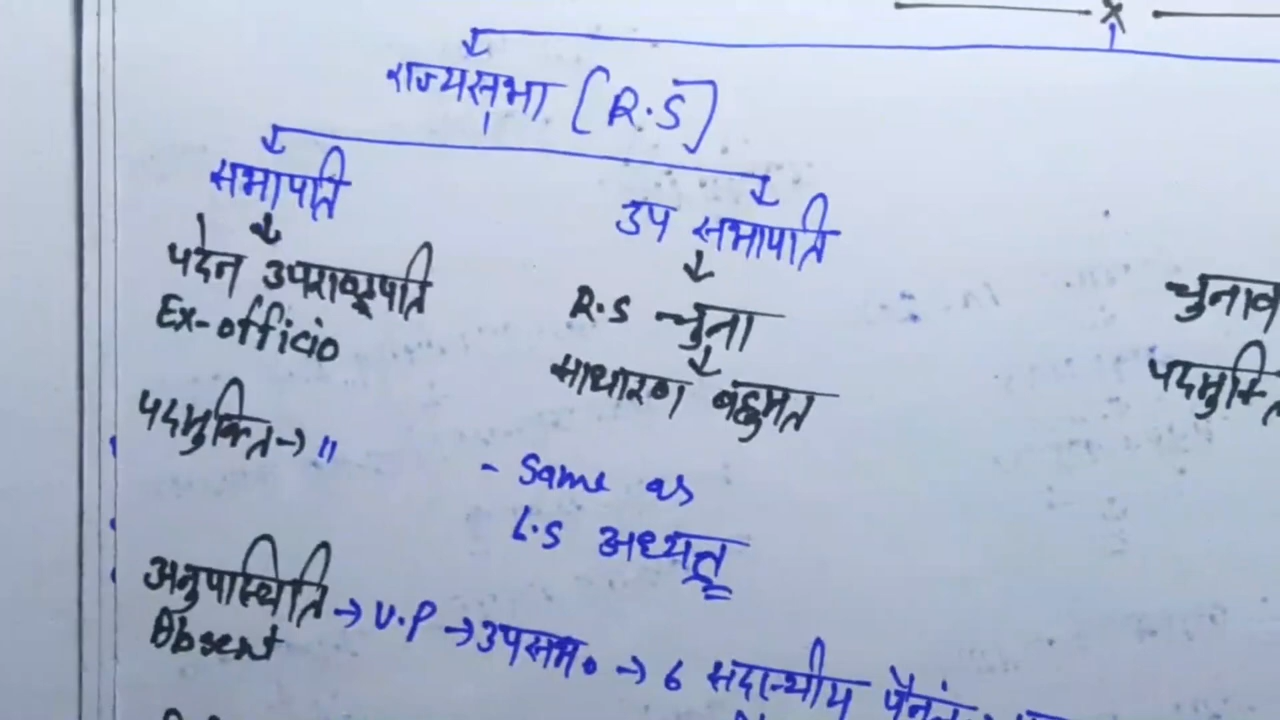 राज्यसभा [R.S]
सभापति
उप सभापति
पदेन उपराष्ट्रपति
Ex-officio
R.S चुना
साधारण बहुमत
चुनाव
पदमुक्ति
पदमुक्ति → "
- Same as
L.S अध्यक्ष
अनुपस्थिति → V.P → उपसभा० → 6 सदस्यीय
Absent